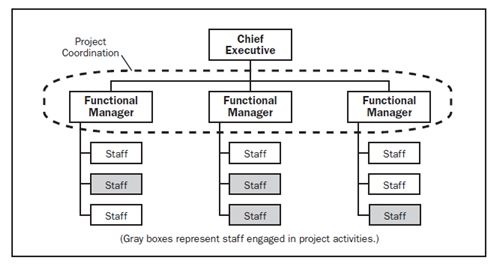 Project
Coordination
Chief
Executive
Functional
Manager
Functional
Manager
Functional
Manager
Staff
Staff
Staff
Staff
Staff
Staff
Staff
Staff
Staff
(Gray boxes represent staff engaged in project activities.)